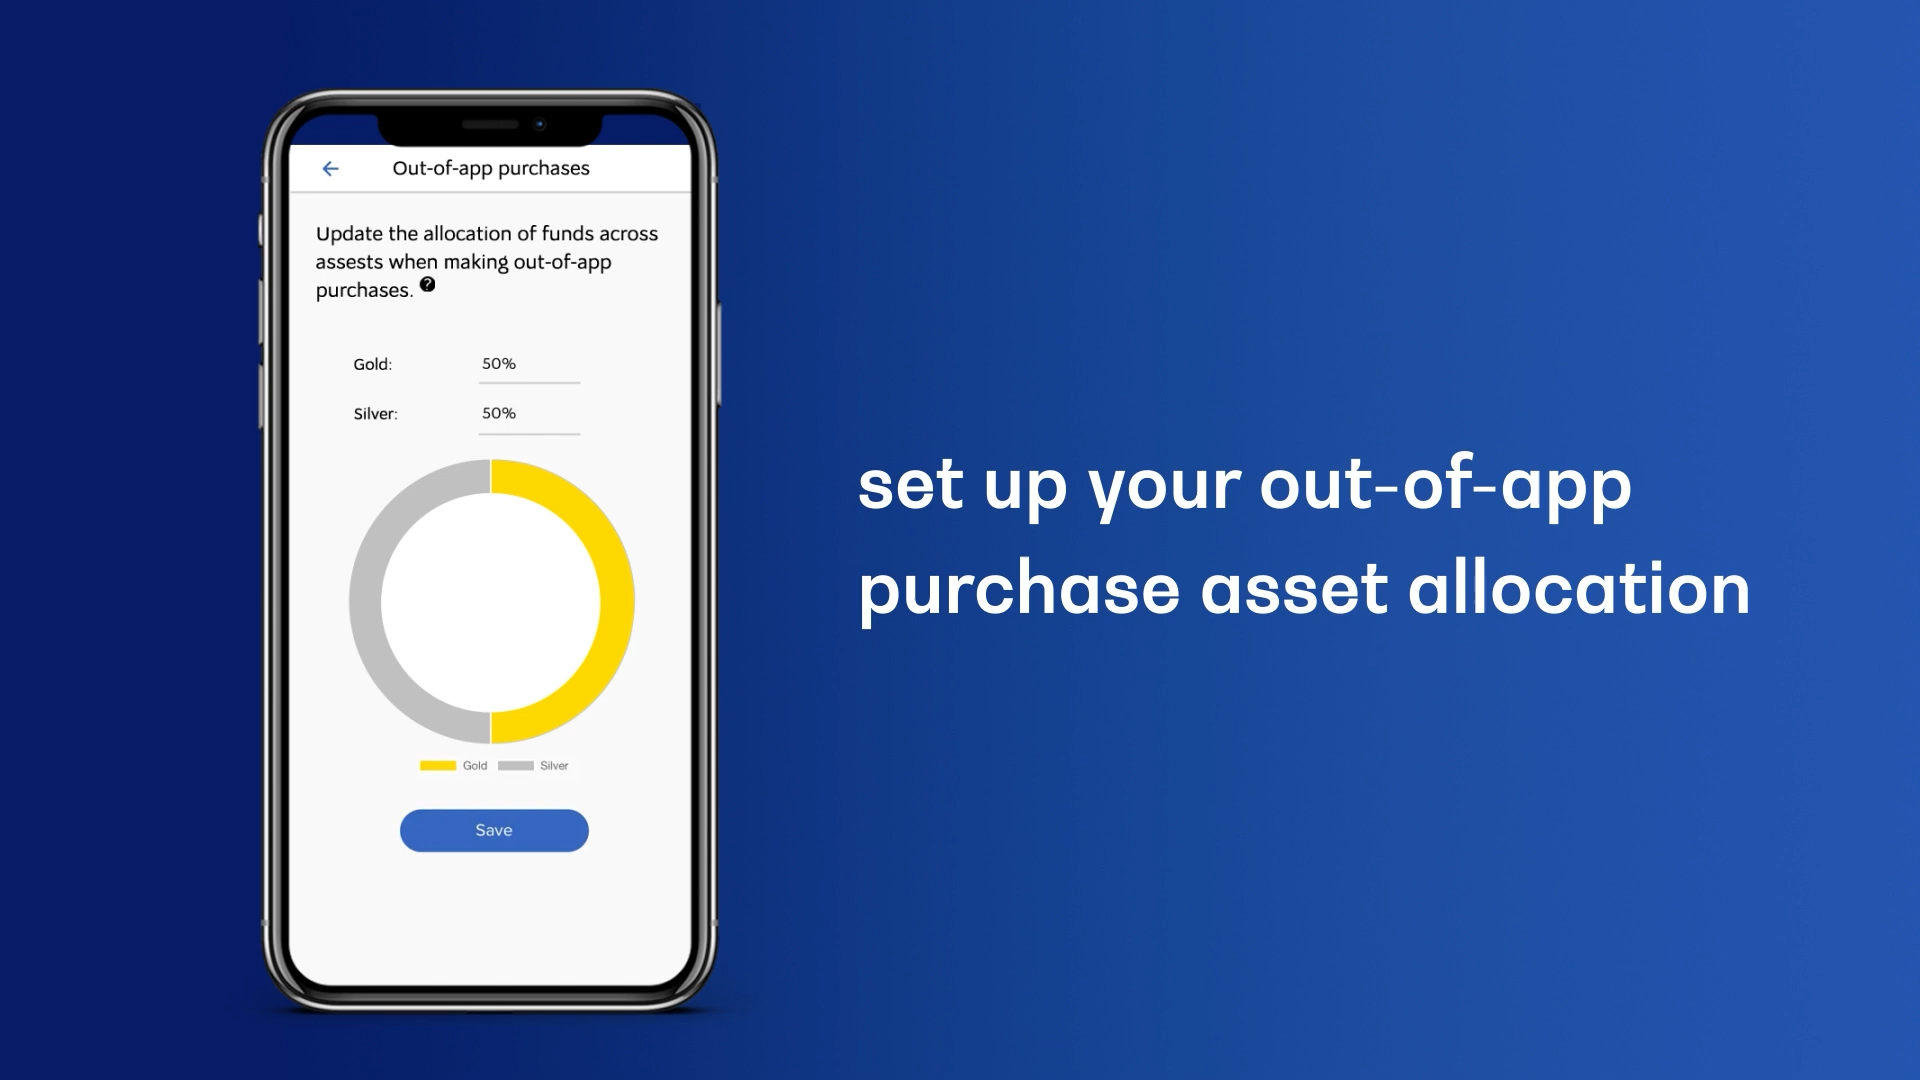 Out-of-app purchases
Update the allocation of funds across
assests when making out-of-app
purchases. ?
Gold: 50%
Silver: 50%
Gold Silver
Save
set up your out-of-app
purchase asset allocation